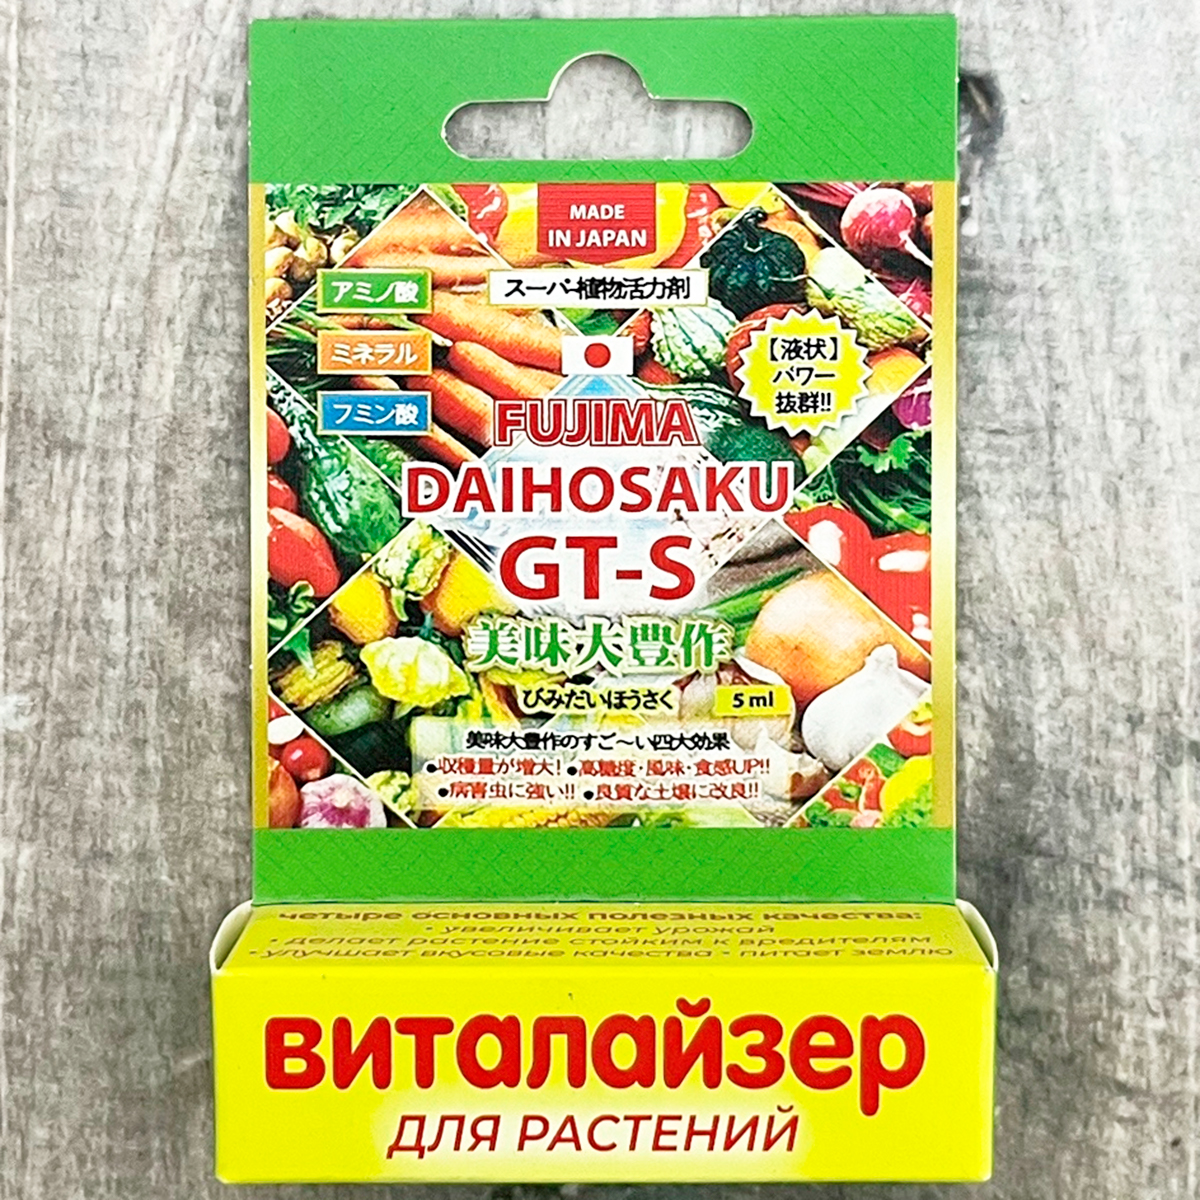 MADE
IN JAPAN
スーパー植物活力剤
アミノ酸
ミネラル
フミン酸
【液状】
パワー
抜群!!
FUJIMA
DAIHOSAKU
GT-S
美味大豊作
びみだいほうさく
5 ml
美味大豊作のすご〜い四大効果
●収穫量が増大! ●高糖度・風味・食感UP!!
●病害虫に強い!! ●良質な土壌に改良!!
четыре основных полезных качества:
• увеличивает урожай
• делает растение стойким к вредителям
• улучшает вкусовые качества • питает землю
виталайзер
ДЛЯ РАСТЕНИЙ